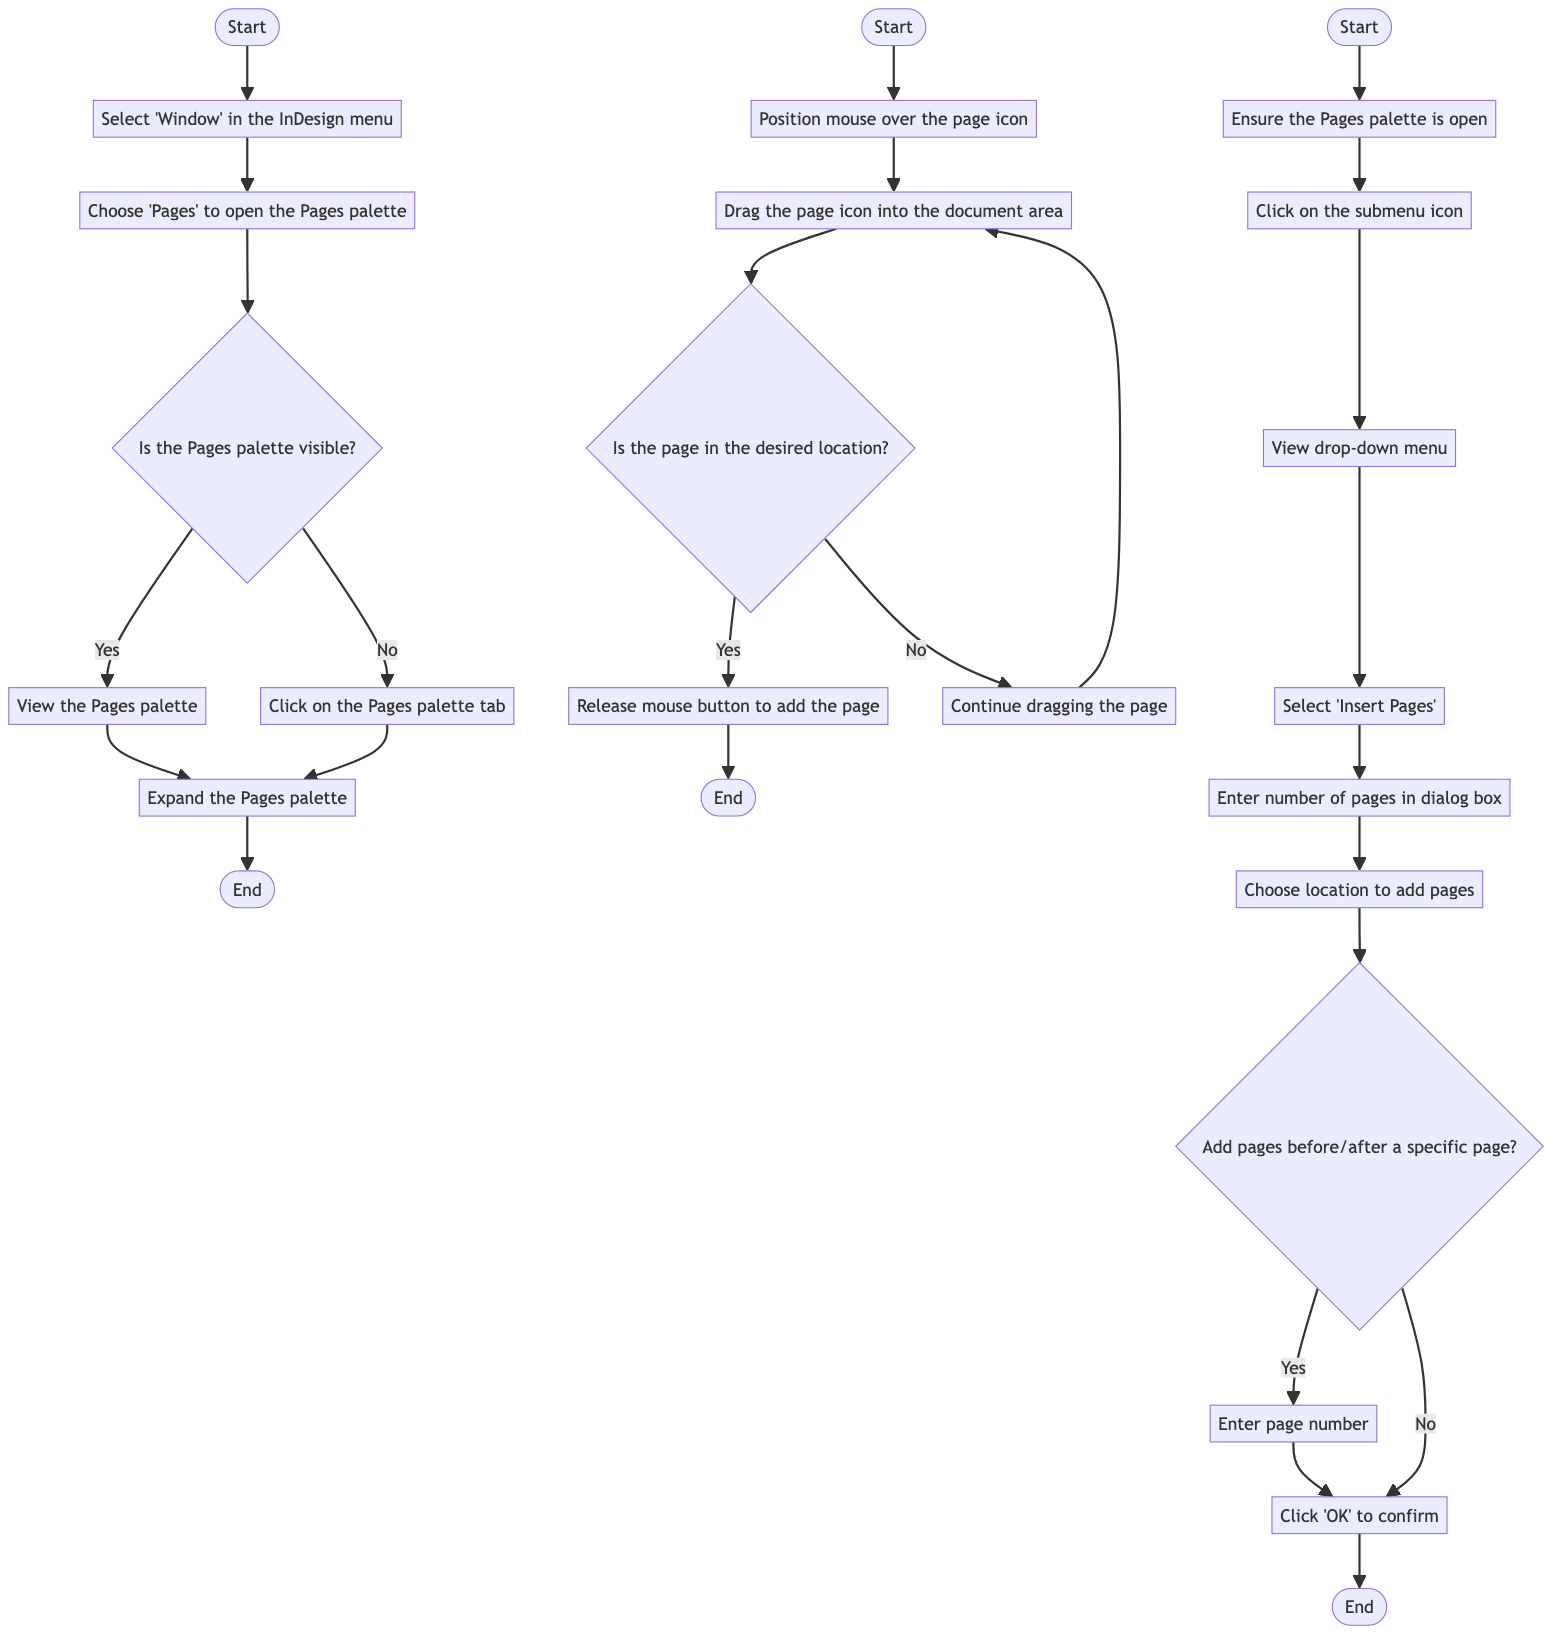 Start
Select 'Window' in the InDesign menu
Choose 'Pages' to open the Pages palette
Is the Pages palette visible?
Yes
No
View the Pages palette
Click on the Pages palette tab
Expand the Pages palette
End
Start
Position mouse over the page icon
Drag the page icon into the document area
Is the page in the desired location?
Yes
No
Release mouse button to add the page
Continue dragging the page
End
Start
Ensure the Pages palette is open
Click on the submenu icon
View drop-down menu
Select 'Insert Pages'
Enter number of pages in dialog box
Choose location to add pages
Add pages before/after a specific page?
Yes
Enter page number
No
Click 'OK' to confirm
End